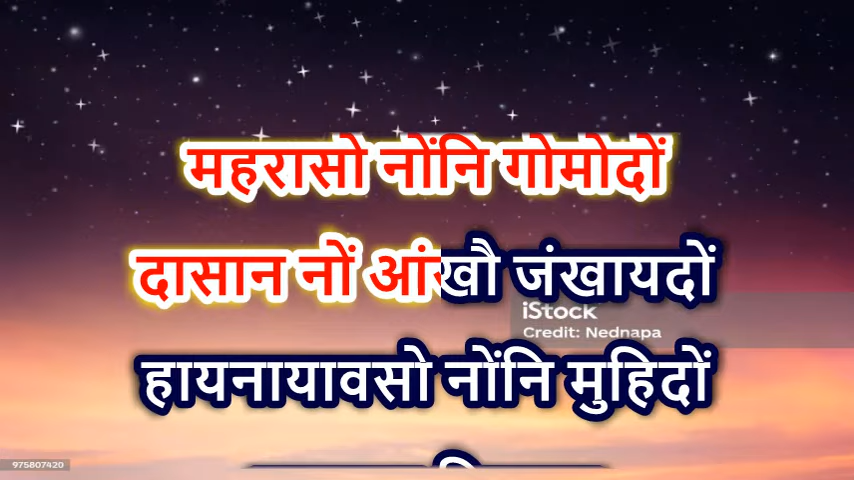 महरासो नोंनि गोमोदों
दासान नों आंखौ जंखायदों
iStock
Credit: Nednapa
हायनायावसो नोंनि मुहिदों
975807420